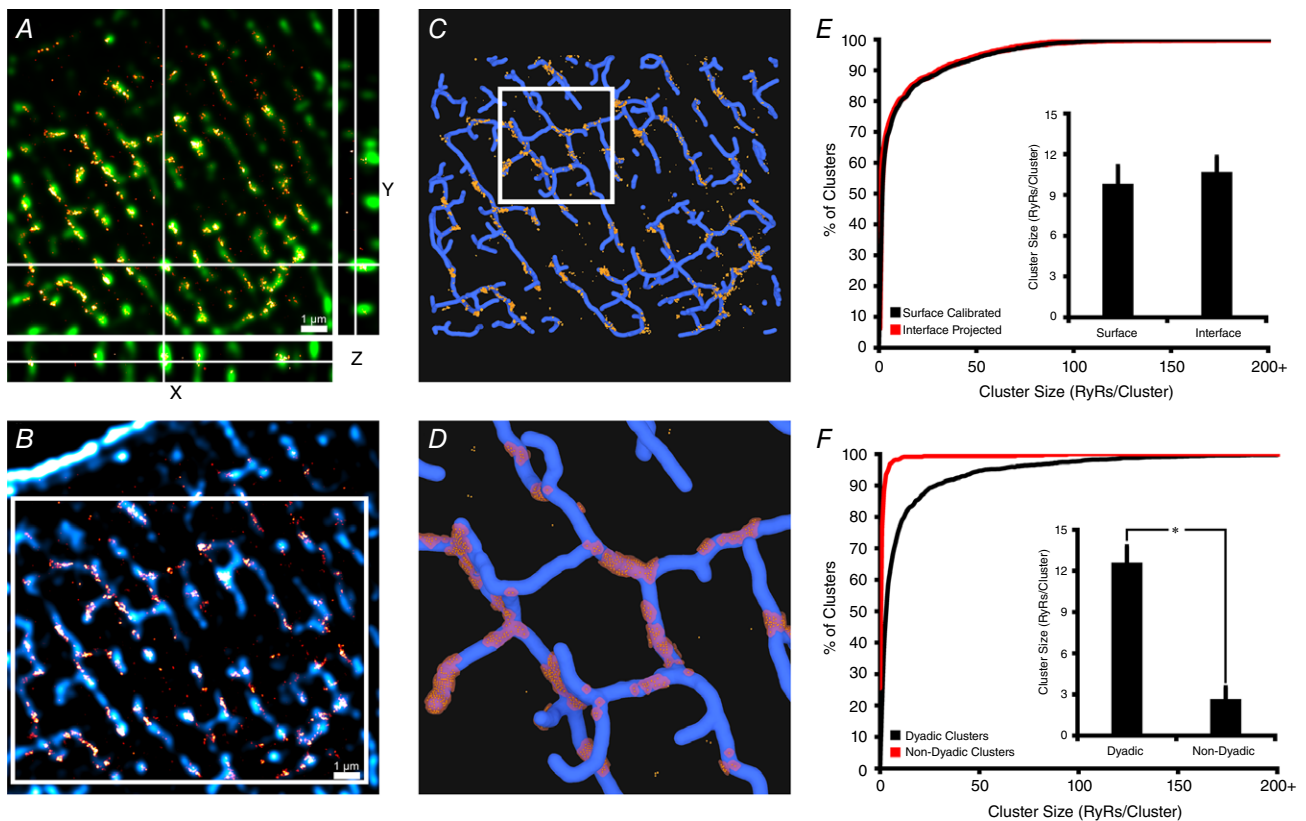 A
Y
1 μm
Z
X
B
1 μm
C
D
E
100
90
80
70
60
50
40
30
20
10
0
% of Clusters
Surface Calibrated
Interface Projected
0
50
100
150
200+
Cluster Size (RyRs/Cluster)
15
12
9
6
3
0
Cluster Size (RyRs/Cluster)
Surface
Interface
F
100
90
80
70
60
50
40
30
20
10
0
% of Clusters
Dyadic Clusters
Non-Dyadic Clusters
0
50
100
150
200+
Cluster Size (RyRs/Cluster)
15
12
9
6
3
0
Cluster Size (RyRs/Cluster)
*
Dyadic
Non-Dyadic